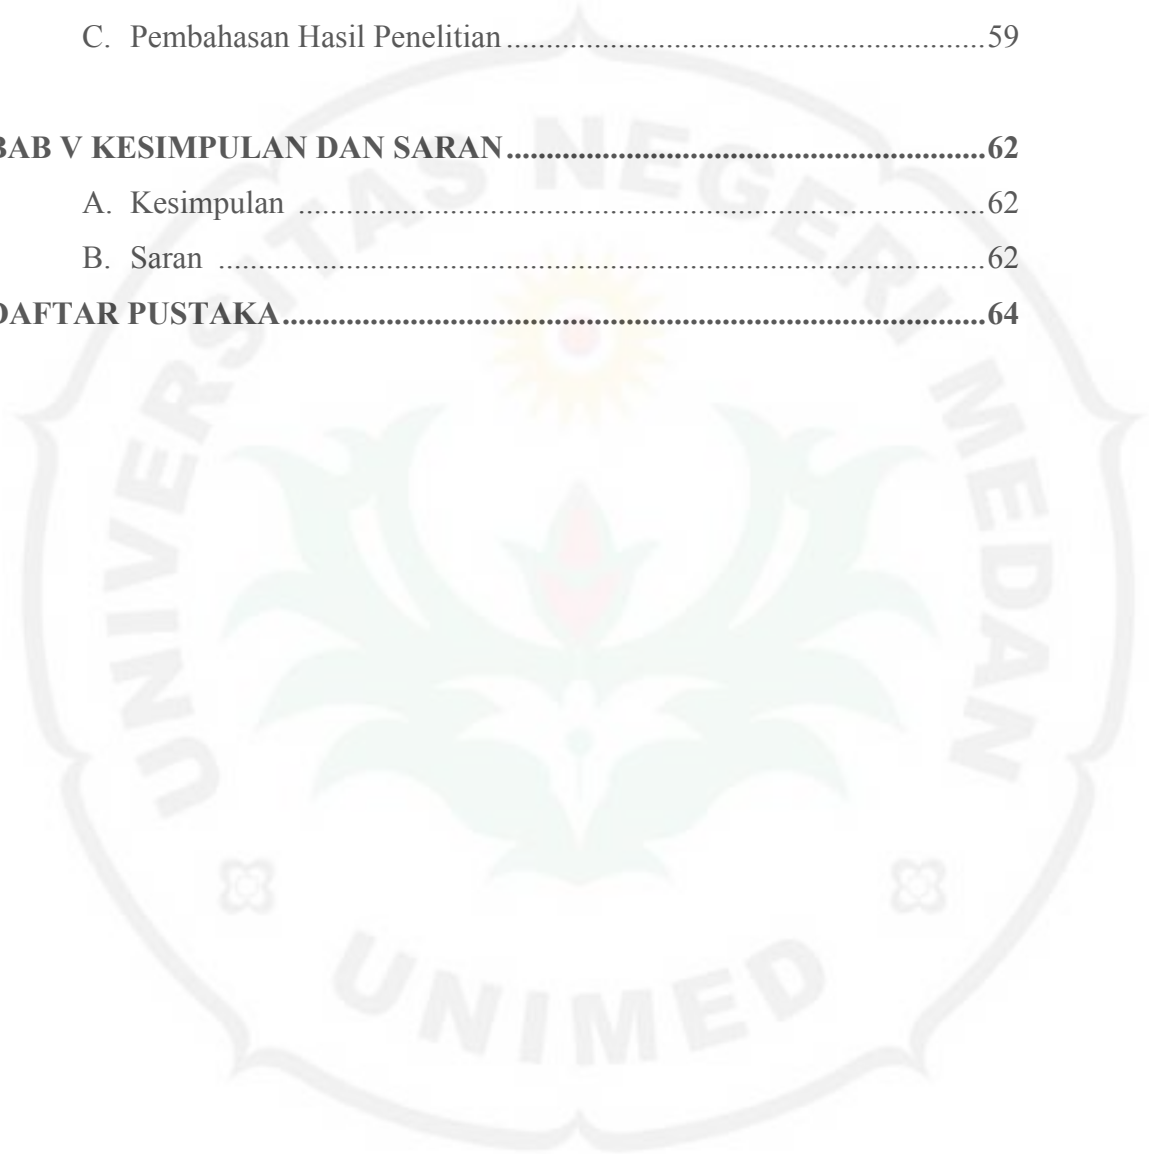 C. Pembahasan Hasil Penelitian ............................................................ 59
BAB V KESIMPULAN DAN SARAN ............................................................ 62
A. Kesimpulan ............................................................ 62
B. Saran ............................................................ 62
DAFTAR PUSTAKA ............................................................ 64
UNIVERSITAS NEGERI MEDAN
UNIMED